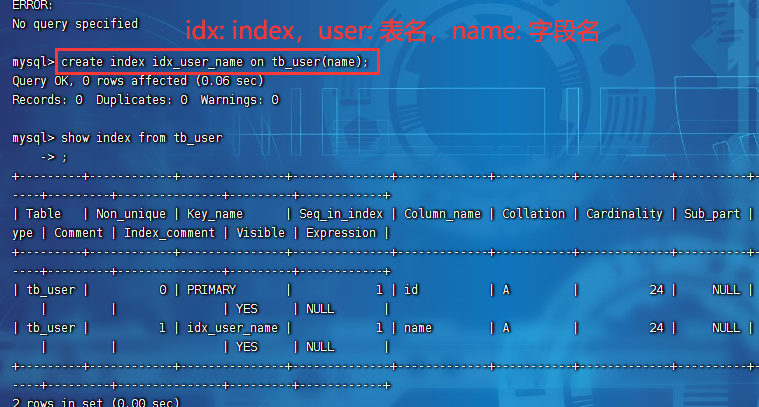 ERROR:
No query specified
idx: index，user: 表名，name: 字段名
mysql> create index idx_user_name on tb_user(name);
Query OK, 0 rows affected (0.06 sec)
Records: 0  Duplicates: 0  Warnings: 0
mysql> show index from tb_user
    -> ;
+---------+------------+---------------+--------------+-------------+-----------+-------------+----------+-
----+---------+---------------+---------+------------+
| Table   | Non_unique | Key_name      | Seq_in_index | Column_name | Collation | Cardinality | Sub_part |
ype | Comment | Index_comment | Visible | Expression |
+---------+------------+---------------+--------------+-------------+-----------+-------------+----------+-
----+---------+---------------+---------+------------+
| tb_user |          0 | PRIMARY       |            1 | id          | A         |          24 |     NULL |
    |         |               | YES     | NULL       |
| tb_user |          1 | idx_user_name |            1 | name        | A         |          24 |     NULL |
    |         |               | YES     | NULL       |
+---------+------------+---------------+--------------+-------------+-----------+-------------+----------+-
----+---------+---------------+---------+------------+
2 rows in set (0.00 sec)